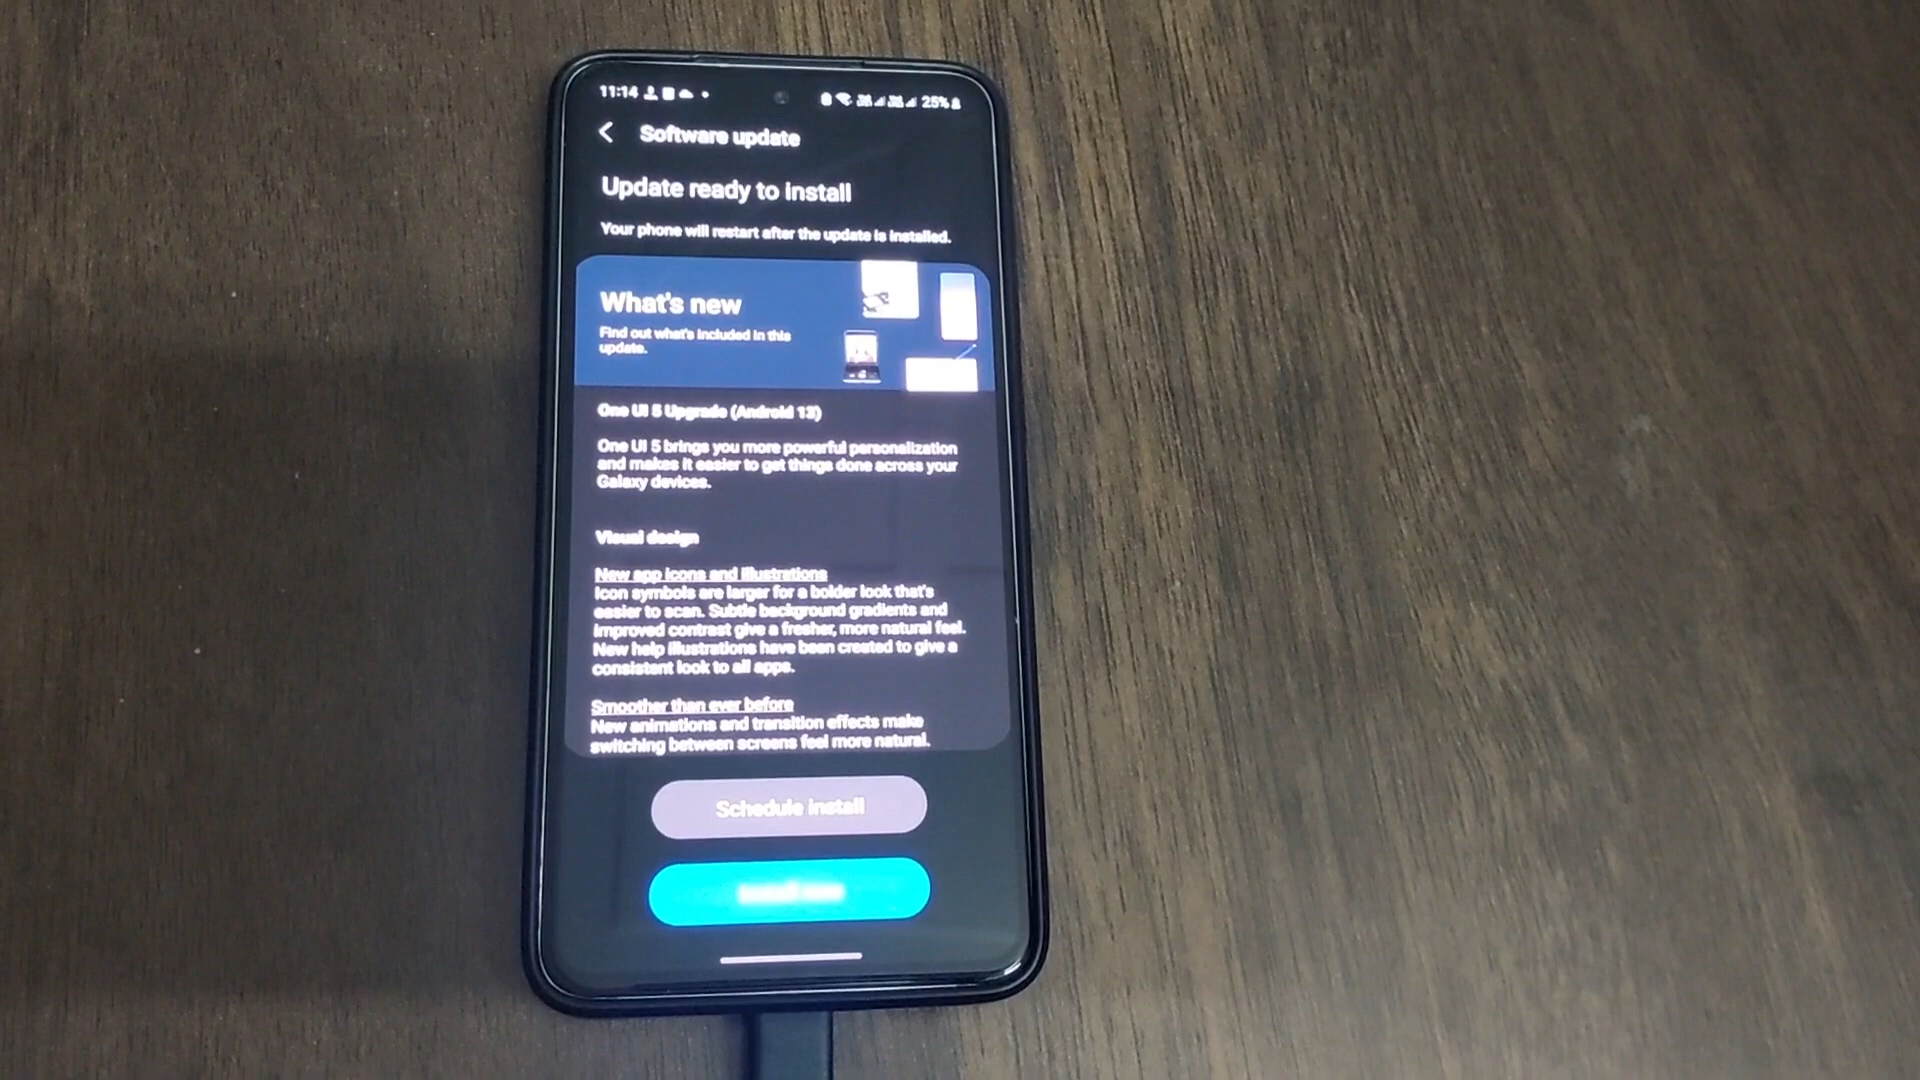 11:14
25%
Software update
Update ready to install
Your phone will restart after the update is installed.
What's new
Find out what's included in this
update.
One UI 5 Upgrade (Android 13)
One UI 5 brings you more powerful personalization
and makes it easier to get things done across your
Galaxy devices.
Visual design
New app icons and illustrations
Icon symbols are larger for a bolder look that's
easier to scan. Subtle background gradients and
improved contrast give a fresher, more natural feel.
New help illustrations have been created to give a
consistent look to all apps.
Smoother than ever before
New animations and transition effects make
switching between screens feel more natural.
Schedule install
Install now